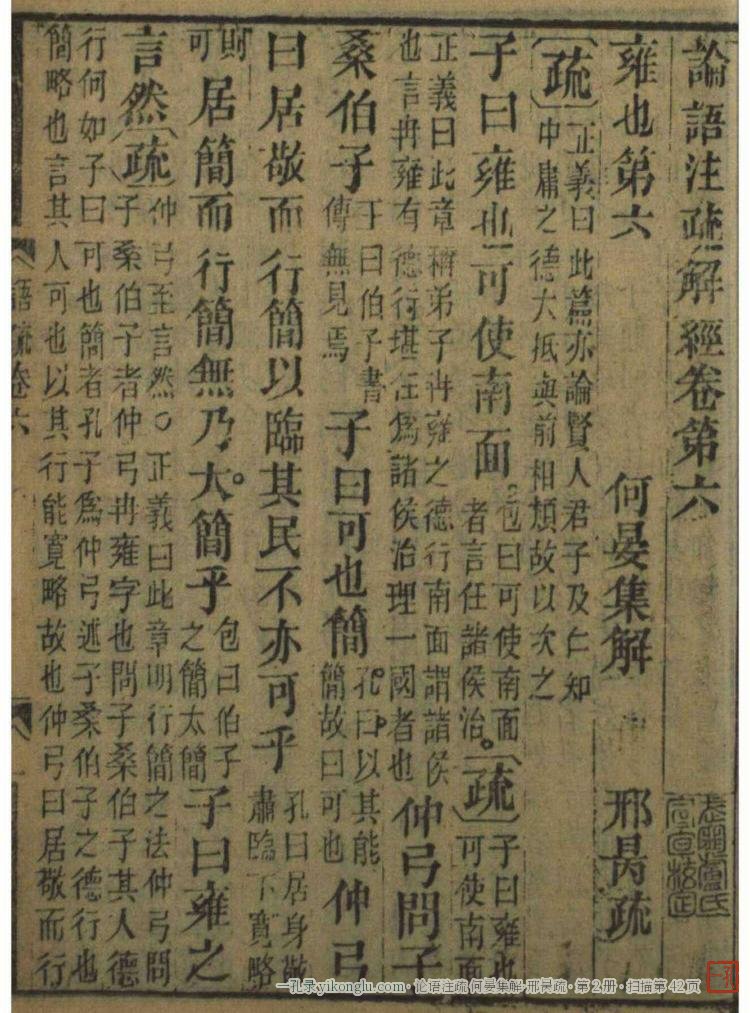 論語注疏解經卷第六
雍也第六　何晏集解　邢昺疏
〔疏〕正義曰此篇亦論賢人君子及仁知
中庸之德大抵與前相類故以次之
子曰雍也可使南面包曰可使南面
者言任諸侯治。〔疏〕子曰雍也
可使南面
正義曰此章稱弟子冉雍之德行南面謂諸侯
也言冉雍有德行堪任爲諸侯治理一國者也仲弓問子
桑伯子王曰伯子書
傳無見焉子曰可也簡孔曰以其能
簡故曰可也仲弓
曰居敬而行簡以臨其民不亦可乎孔曰居身敬
肅臨下寬略
則
可居簡而行簡無乃大簡乎包曰伯子
之簡太簡子曰雍之
言然〔疏〕仲弓至言然○正義曰此章明行簡之法仲弓問
子桑伯子者仲弓冉雍字也問子桑伯子其人德
行何如子曰可也簡者孔子爲仲弓述子桑伯子之德行也
簡略也言其人可也以其行能寬略故也仲弓曰居敬而行
語疏卷六
一孔录yikonglu.com · 论语注疏·何晏集解·邢昺疏 · 第2册 · 扫描第42页